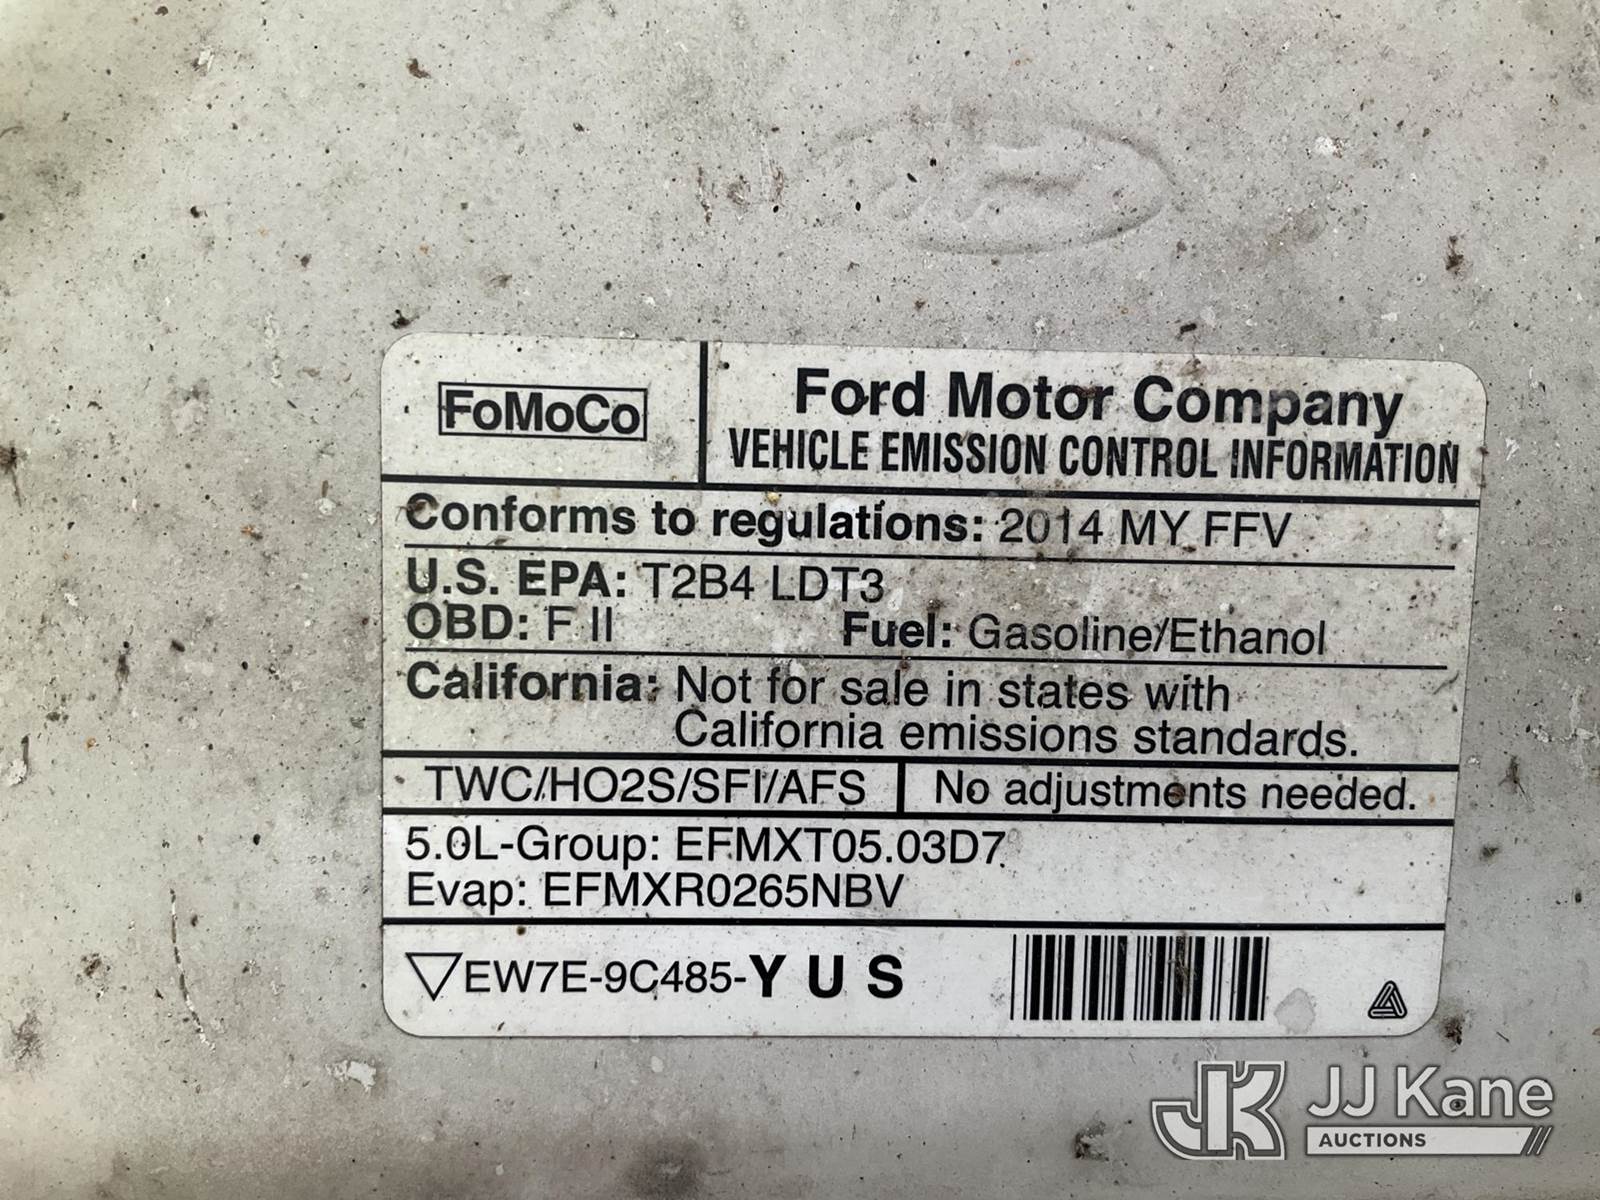 FoMoCo
Ford Motor Company
VEHICLE EMISSION CONTROL INFORMATION
Conforms to regulations: 2014 MY FFV
U.S. EPA: T2B4 LDT3
OBD: F II Fuel: Gasoline/Ethanol
California: Not for sale in states with
California emissions standards.
TWC/HO2S/SFI/AFS No adjustments needed.
5.0L-Group: EFMXT05.03D7
Evap: EFMXR0265NBV
EW7E-9C485-Y U S
JK JJ Kane
AUCTIONS